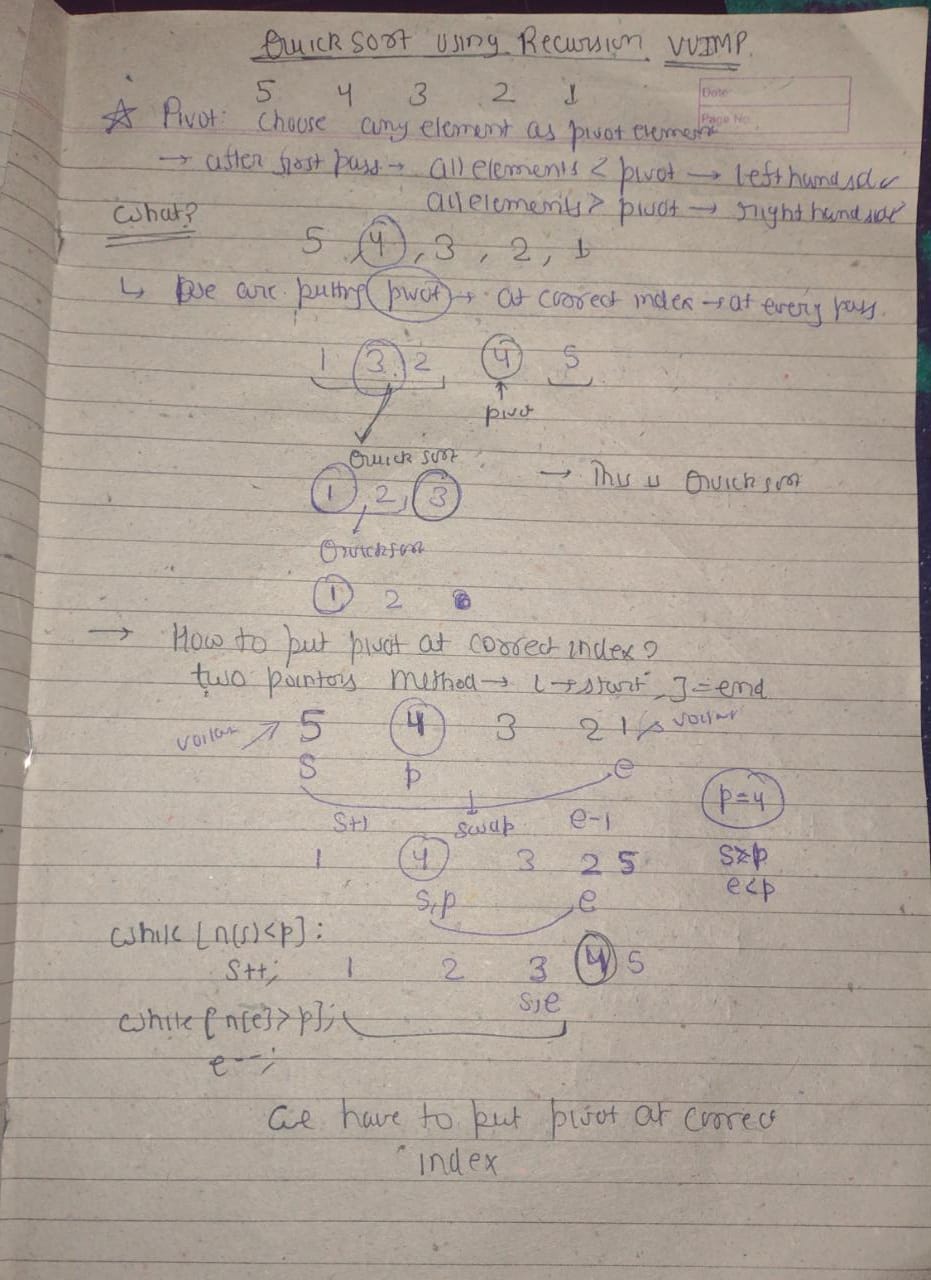 Quick sort using Recursion VVIMP.
5 4 3 2 1
Date
Page No.
☆ Pivot: Choose any element as pivot element
→ after first pass → all elements < pivot → left hand side
all elements > pivot → right hand side
What?
5, 4, 3, 2, 1
↳ We are putting pivot → at correct index → at every pass.
1 3 2 4 5
↑
pivot
Quick sort
1, 2, 3 → This is Quick sort
Quick sort
1 2
→ How to put pivot at correct index?
two pointers method → i → start, j = end
5 4 3 2 1
s p e
s+1 swap e-1 p=4
1 4 3 2 5
s,p e e<p
while [n(s)<p]:
s++; 1 2 3 4 5
s,e
while [n[e]>p];
e--;
We have to put pivot at correct
index